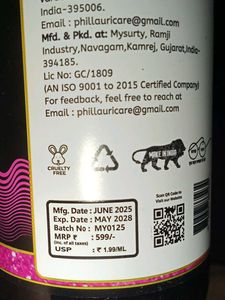 India-395006.
Email : phillauricare@gmail.com
Mfd. & Pkd. at: Mysurty, Ramji
Industry,Navagam,Kamrej, Gujarat,India-
394185.
Lic No: GC/1809
(AN ISO 9001 to 2015 Certified Company)
For feedback, feel free to reach at
Email : phillauricare@gmail.com
CRUELTY
FREE
MAKE IN INDIA
Scan QR Code to
Visit our Website
Mfg. Date : JUNE 2025
Exp. Date : MAY 2028
Batch No : MY0125
MRP : ₹ 599/-
(Inc. of all taxes)
USP : ₹ 1.99/ML